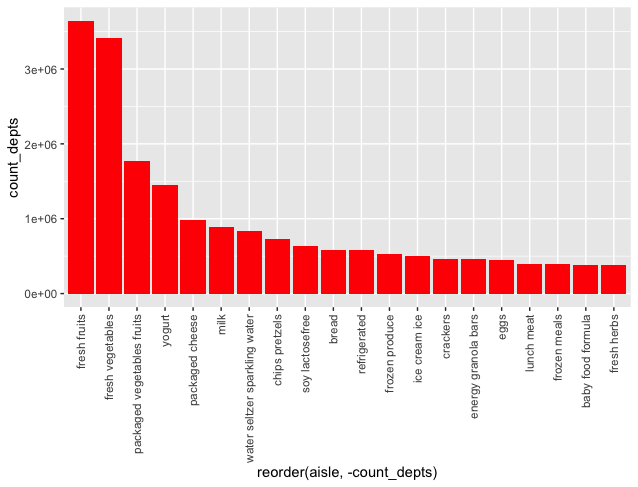 count_depts
3e+06
2e+06
1e+06
0e+00
fresh fruits
fresh vegetables
packaged vegetables fruits
yogurt
packaged cheese
milk
water seltzer sparkling water
chips pretzels
soy lactosefree
bread
refrigerated
frozen produce
ice cream ice
crackers
energy granola bars
eggs
lunch meat
frozen meals
baby food formula
fresh herbs
reorder(aisle, -count_depts)